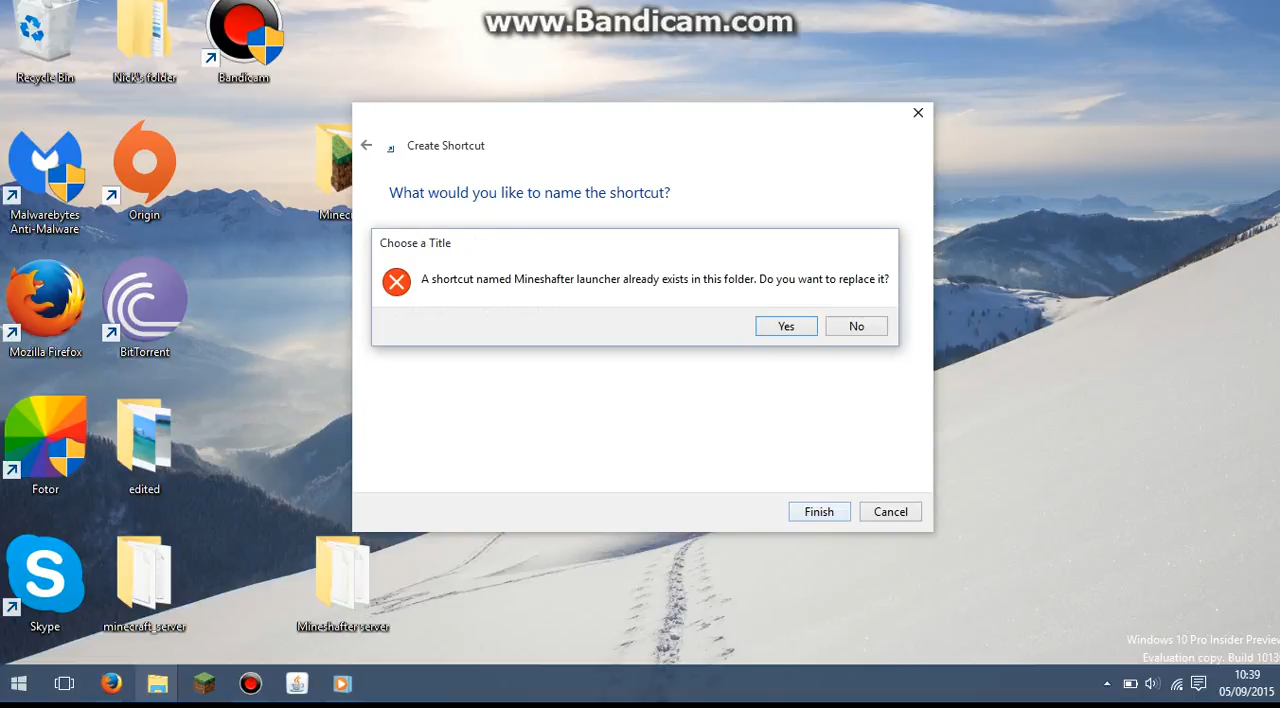 www.Bandicam.com
Recycle Bin
Nick's folder
Bandicam
Create Shortcut
What would you like to name the shortcut?
Malwarebytes
Anti-Malware
Origin
Minec
Choose a Title
A shortcut named Mineshafter launcher already exists in this folder. Do you want to replace it?
Yes
No
Mozilla Firefox
BitTorrent
Fotor
edited
Finish
Cancel
Skype
minecraft_server
Mineshafter server
Windows 10 Pro Insider Preview
Evaluation copy. Build 1013
10:39
05/09/2015